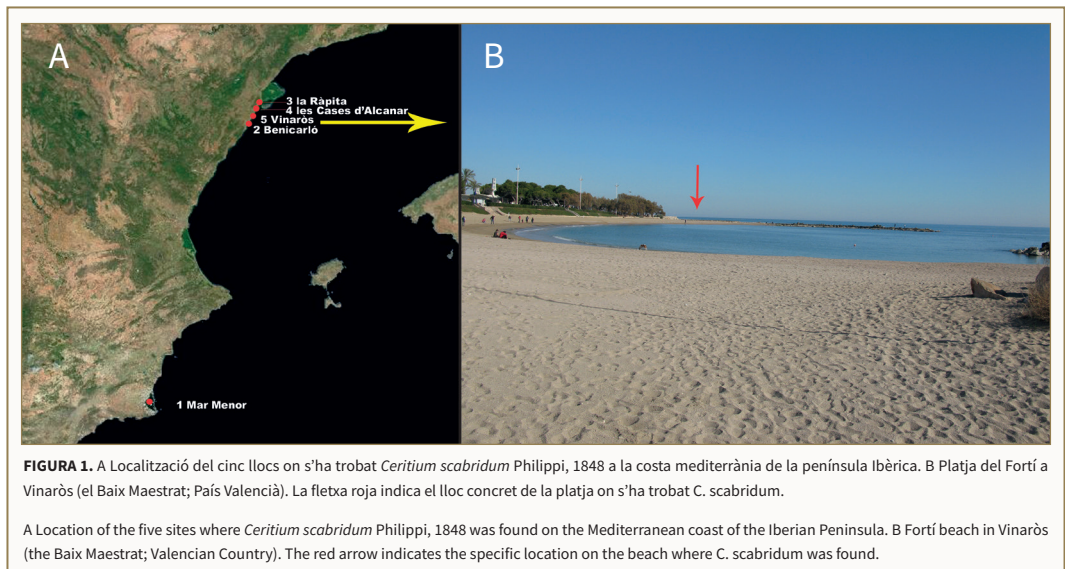 A
B
3 la Ràpita
4 les Cases d'Alcanar
5 Vinaròs
2 Benicarló
1 Mar Menor
FIGURA 1. A Localització del cinc llocs on s'ha trobat Ceritium scabridum Philippi, 1848 a la costa mediterrània de la península Ibèrica. B Platja del Fortí a
Vinaròs (el Baix Maestrat; País Valencià). La fletxa roja indica el lloc concret de la platja on s'ha trobat C. scabridum.
A Location of the five sites where Ceritium scabridum Philippi, 1848 was found on the Mediterranean coast of the Iberian Peninsula. B Fortí beach in Vinaròs
(the Baix Maestrat; Valencian Country). The red arrow indicates the specific location on the beach where C. scabridum was found.